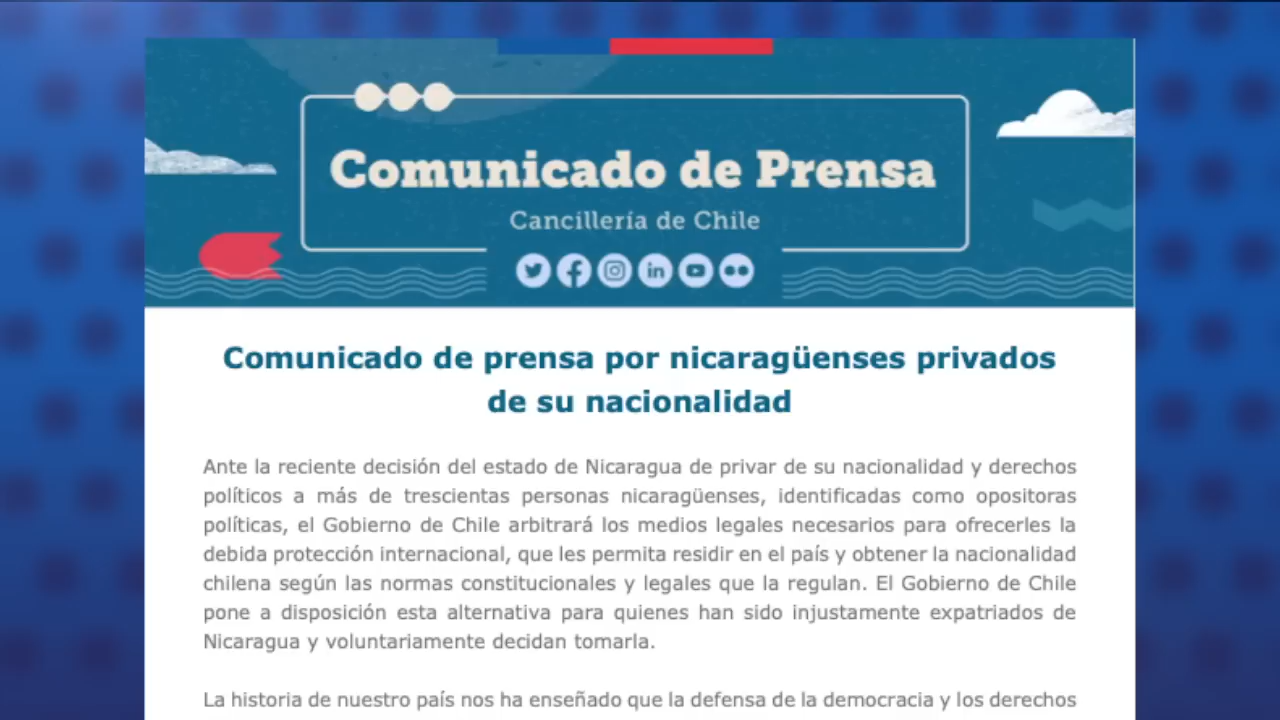 Comunicado de Prensa
Cancillería de Chile
Comunicado de prensa por nicaragüenses privados
de su nacionalidad
Ante la reciente decisión del estado de Nicaragua de privar de su nacionalidad y derechos
políticos a más de trescientas personas nicaragüenses, identificadas como opositoras
políticas, el Gobierno de Chile arbitrará los medios legales necesarios para ofrecerles la
debida protección internacional, que les permita residir en el país y obtener la nacionalidad
chilena según las normas constitucionales y legales que la regulan. El Gobierno de Chile
pone a disposición esta alternativa para quienes han sido injustamente expatriados de
Nicaragua y voluntariamente decidan tomarla.
La historia de nuestro país nos ha enseñado que la defensa de la democracia y los derechos